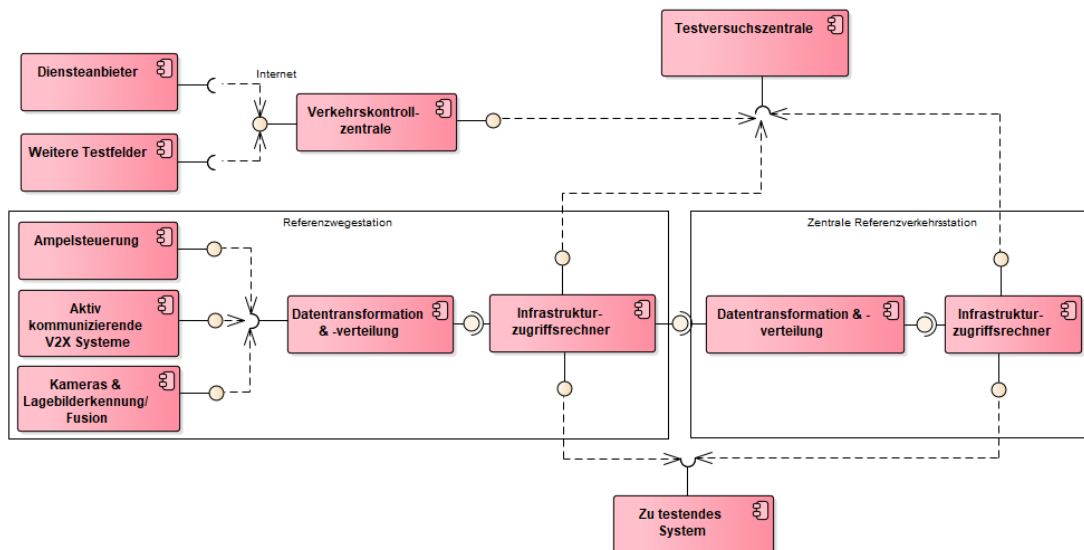 Testversuchszentrale
Diensteanbieter
Internet
Verkehrskontroll-
zentrale
Weitere Testfelder
Referenzwegestation
Zentrale Referenzverkehrsstation
Ampelsteuerung
Aktiv
kommunizierende
V2X Systeme
Kameras &
Lagebilderkennung/
Fusion
Datentransformation
& -verteilung
Infrastruktur-
zugriffsrechner
Datentransformation & -
verteilung
Infrastruktur-
zugriffsrechner
Zu testendes
System